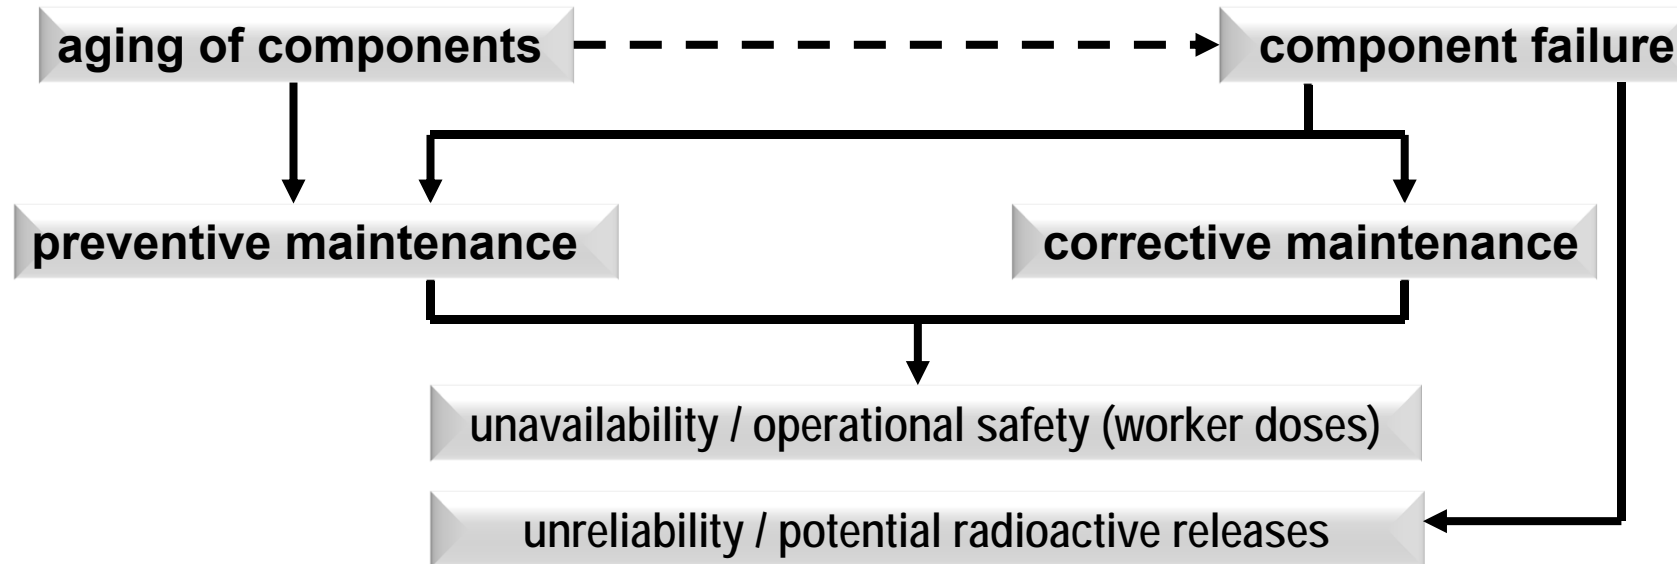 aging of components
component failure
preventive maintenance
corrective maintenance
unavailability / operational safety (worker doses)
unreliability / potential radioactive releases